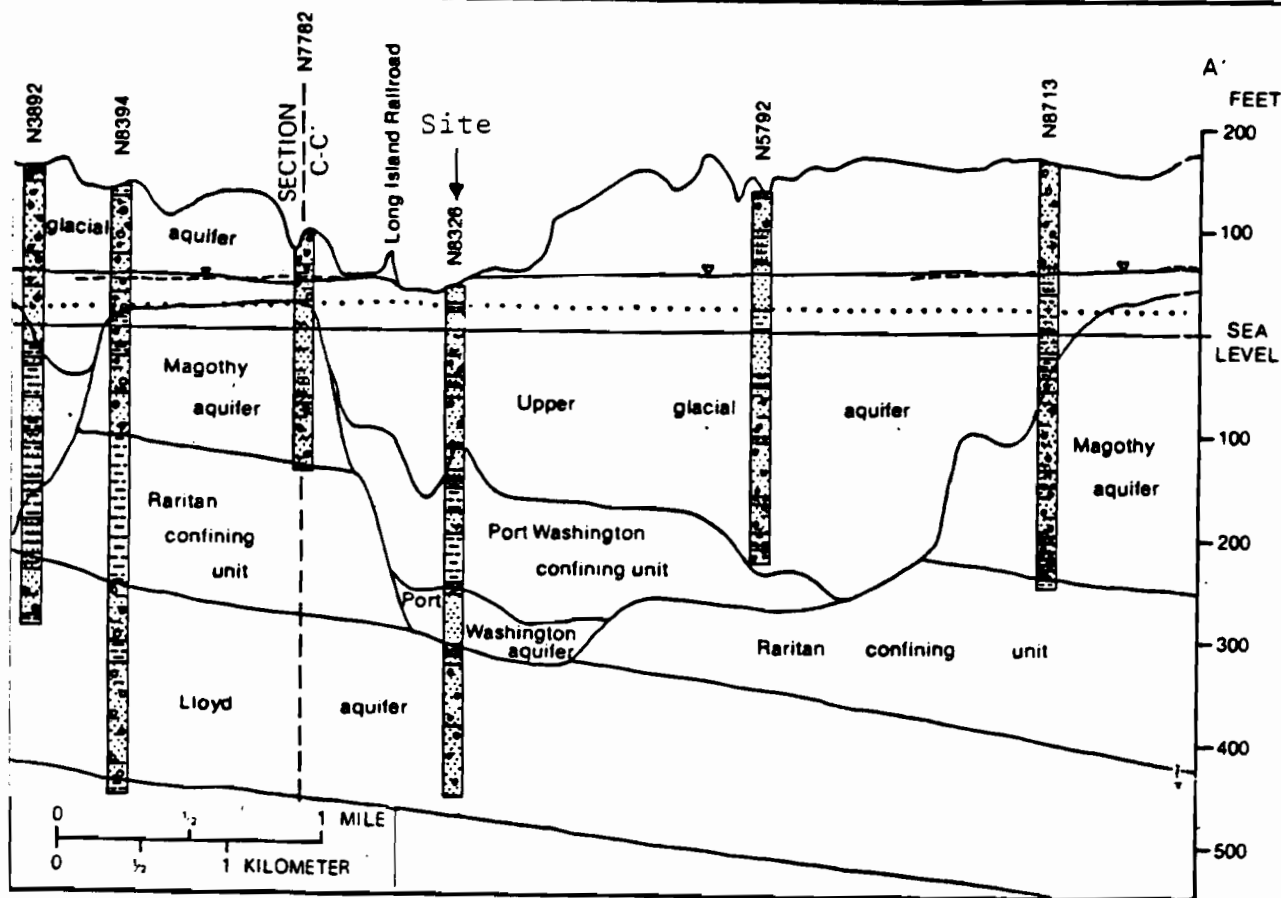 N3892
N8394
SECTION
C-C'
N7782
Long Island Railroad
Site
N8326
N5792
N8713
A'
FEET
200
glacial
aquifer
100
SEA
LEVEL
Magothy
aquifer
Upper
glacial
aquifer
100
Magothy
aquifer
Raritan
confining
unit
Port Washington
confining unit
200
Port
Washington
aquifer
Raritan
confining
unit
300
Lloyd
aquifer
400
0
1/2
1 MILE
0
1/2
1 KILOMETER
500